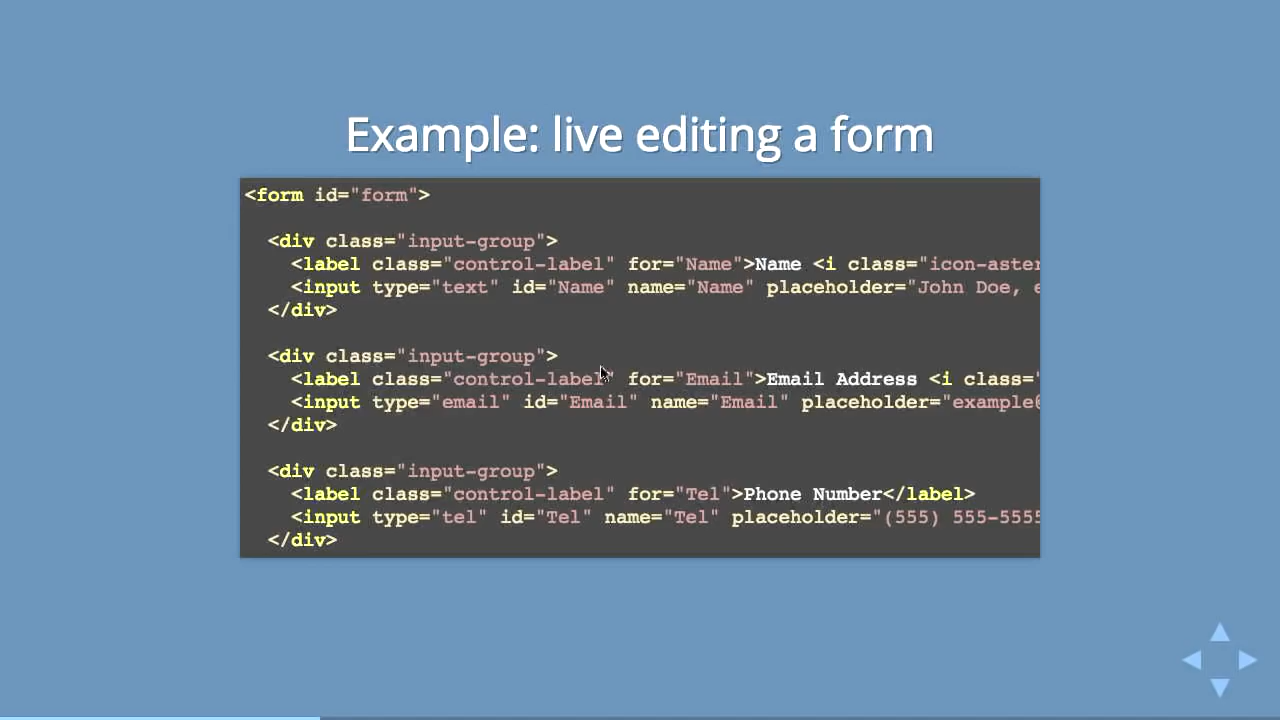 Example: live editing a form
<form id="form">
<div class="input-group">
<label class="control-label" for="Name">Name <i class="icon-aster
<input type="text" id="Name" name="Name" placeholder="John Doe, e
</div>
<div class="input-group">
<label class="control-label" for="Email">Email Address <i class="
<input type="email" id="Email" name="Email" placeholder="example@
</div>
<div class="input-group">
<label class="control-label" for="Tel">Phone Number</label>
<input type="tel" id="Tel" name="Tel" placeholder="(555) 555-5555
</div>